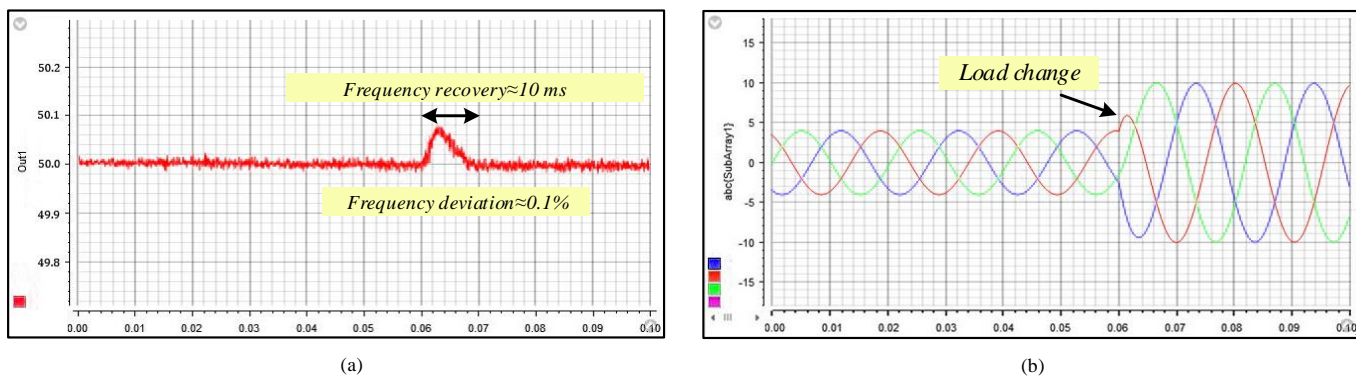 50.2
50.1
50.0
49.9
49.8
Out1
Frequency recovery≈10 ms
Frequency deviation≈0.1%
0.00 0.01 0.02 0.03 0.04 0.05 0.06 0.07 0.08 0.09 0.10
(a)
15
10
5
0
-5
-10
-15
abc{SubArray1}
Load change
0.00 0.01 0.02 0.03 0.04 0.05 0.06 0.07 0.08 0.09 0.10
(b)